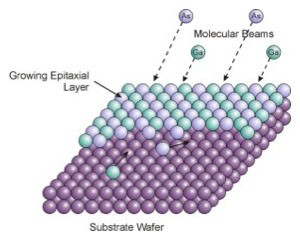 As
As
Molecular Beams
Ga
Ga
Growing Epitaxial
Layer
Substrate Wafer